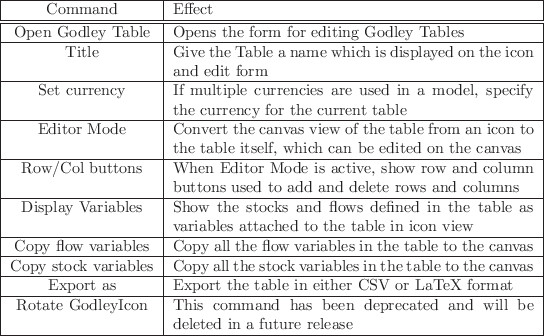 Command Effect
Open Godley Table Opens the form for editing Godley Tables
Title Give the Table a name which is displayed on the icon
and edit form
Set currency If multiple currencies are used in a model, specify
the currency for the current table
Editor Mode Convert the canvas view of the table from an icon to
the table itself, which can be edited on the canvas
Row/Col buttons When Editor Mode is active, show row and column
buttons used to add and delete rows and columns
Display Variables Show the stocks and flows defined in the table as
variables attached to the table in icon view
Copy flow variables Copy all the flow variables in the table to the canvas
Copy stock variables Copy all the stock variables in the table to the canvas
Export as Export the table in either CSV or LaTeX format
Rotate GodleyIcon This command has been deprecated and will be
deleted in a future release